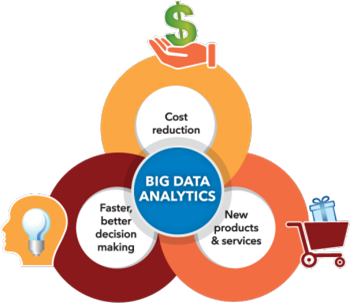 $
Cost
reduction
BIG DATA
ANALYTICS
Faster,
better
decision
making
New
products
& services